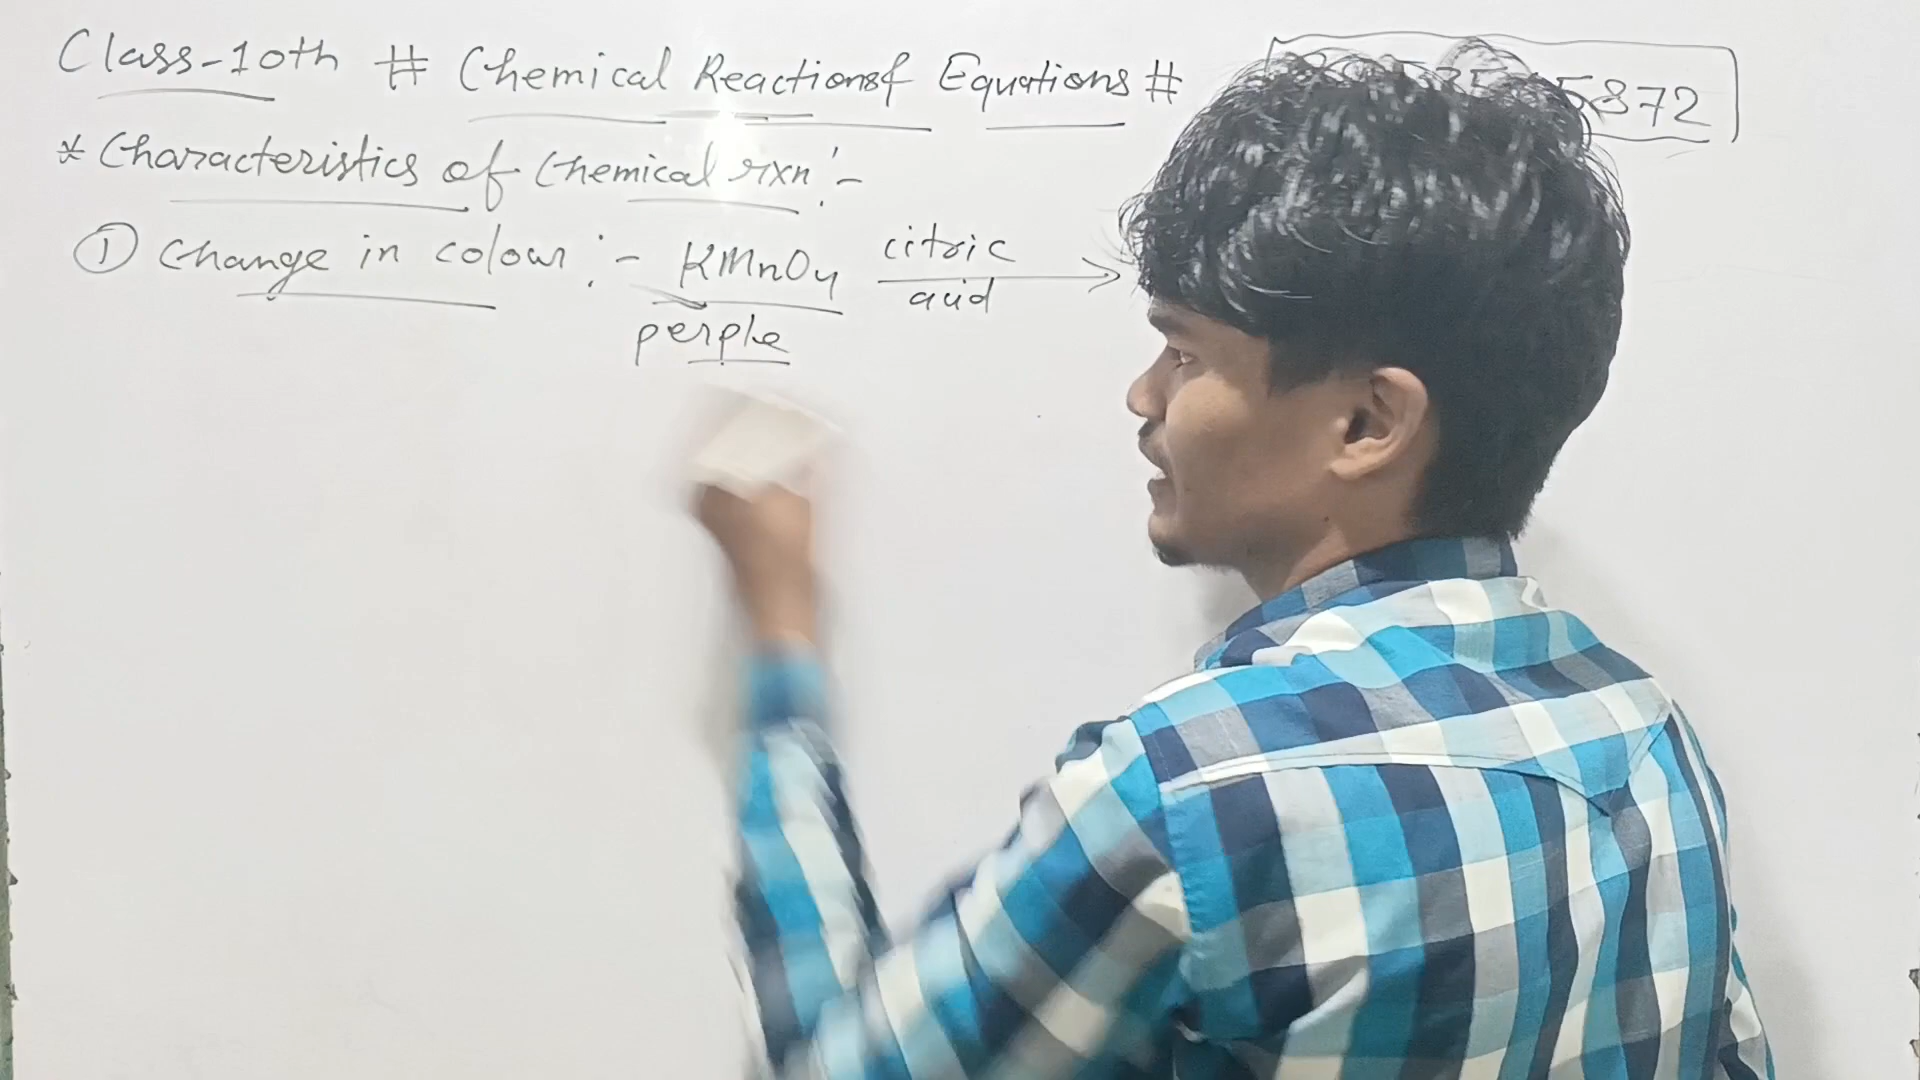 Class-10th # Chemical Reactions & Equations #
5872
* Characteristics of Chemical rxn :-
① Change in colour :- KMnO4 citric acid →
perple